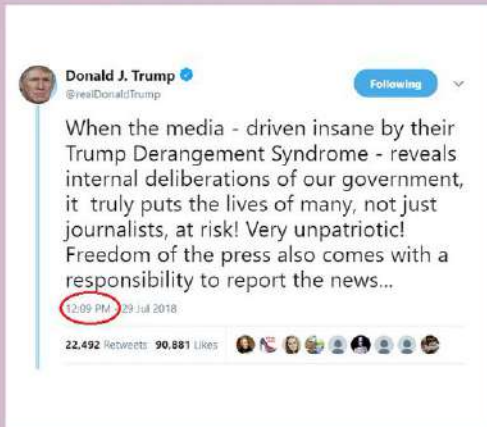 Donald J. Trump
@realDonaldTrump
Following
When the media - driven insane by their
Trump Derangement Syndrome - reveals
internal deliberations of our government,
it truly puts the lives of many, not just
journalists, at risk! Very unpatriotic!
Freedom of the press also comes with a
responsibility to report the news...
12:09 PM - 29 Jul 2018
22,492 Retweets 90,881 Likes